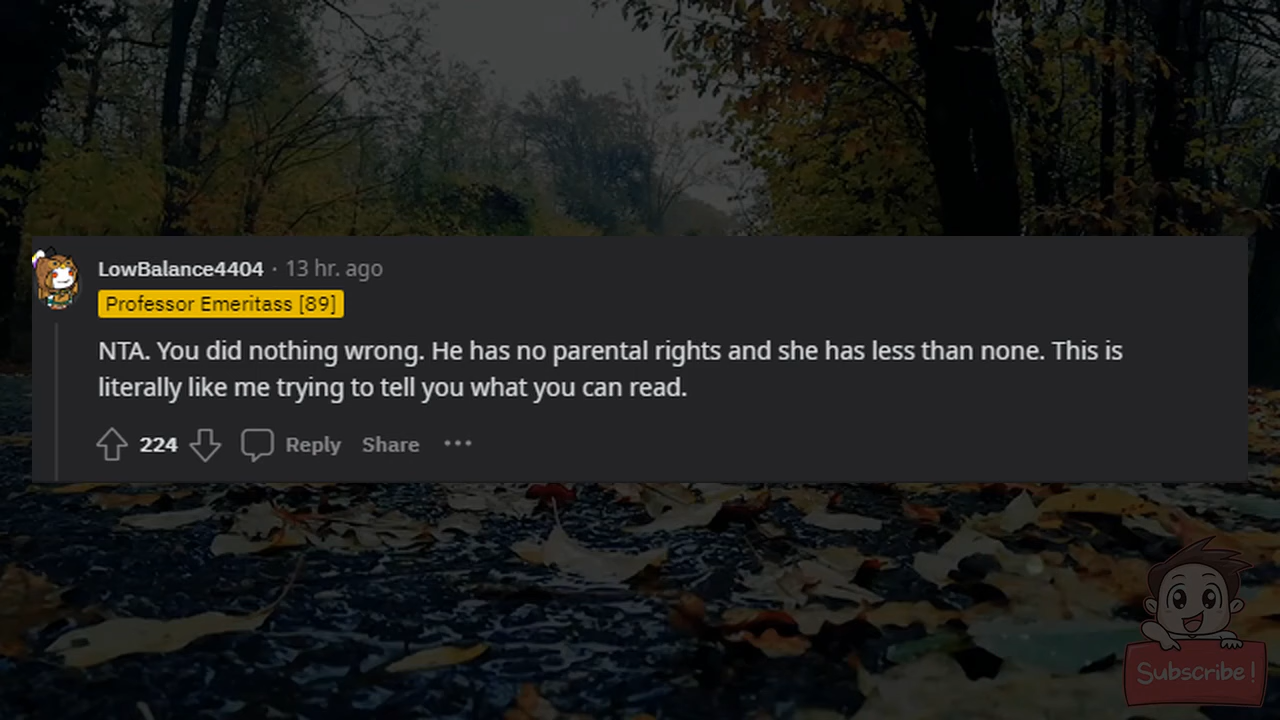 LowBalance4404 · 13 hr. ago
Professor Emeritass [89]
NTA. You did nothing wrong. He has no parental rights and she has less than none. This is
literally like me trying to tell you what you can read.
224 Reply Share ···
Subscribe!